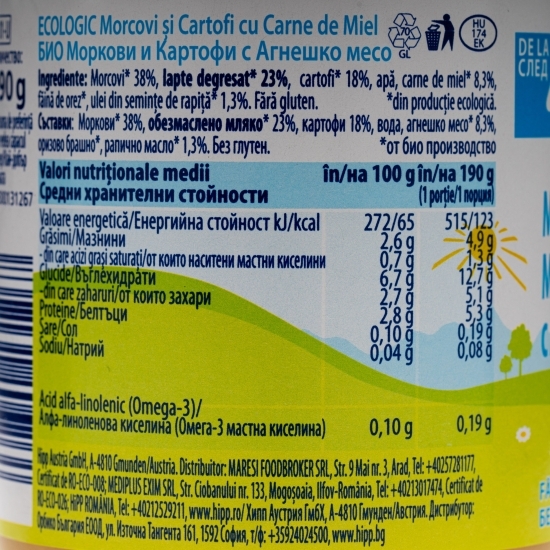 ECOLOGIC Morcovi și Cartofi cu Carne de Miel
БИО Моркови и Картофи с Агнешко месо
70
GL
HU
174
EK
DE LA
СЛЕД
Ingrediente: Morcovi* 38%, lapte degresat* 23%, cartofi* 18%, apă, carne de miel* 8,3%,
făină de orez*, ulei din semințe de rapiță* 1,3%. Fără gluten. *din producție ecologică.
Съставки: Моркови* 38%, обезмаслено мляко* 23%, картофи 18%, вода, агнешко месо* 8,3%,
оризово брашно*, рапично масло* 1,3%. Без глутен. *от био производство
90 g
Valori nutriționale medii în/на 100 g în/на 190 g
Средни хранителни стойности (1 porție/1 порция)
00131267
Valoare energetică/Енергийна стойност kJ/kcal 272/65 515/123
Grăsimi/Мазнини 2,6 g 4,9 g
-din care acizi grași saturați/от които наситени мастни киселини 0,7 g 1,3 g
Glucide/Въглехидрати 6,7 g 12,7 g
-din care zaharuri/от които захари 2,7 g 5,1 g
Proteine/Белтъци 2,8 g 5,3 g
Sare/Сол 0,10 g 0,19 g
Sodiu/Натрий 0,04 g 0,08 g
Acid alfa-linolenic (Omega-3)/
Алфа-линоленова киселина (Омега-3 мастна киселина) 0,10 g 0,19 g
Hipp Austria GmbH, A-4810 Gmunden/Austria. Distribuitor: MARESI FOODBROKER SRL, Str. 9 Mai nr. 3, Arad, Tel: +40257281177,
Certificat de RO-ECO-008; MEDIPLUS EXIM SRL, Str. Ciobanului nr. 133, Mogoșoaia, Ilfov-România, Tel: +40213017474, Certificat de
RO-ECO-026; HiPP ROMÂNIA, Tel: +40212529211, www.hipp.ro/Хипп Аустрия ГмбХ, А-4810 Гмунден/Австрия. Дистрибутор:
Орбико България ЕООД, ул. Източна Тангента 161, 1592 София, т/ф: +35924024500, www.hipp.bg